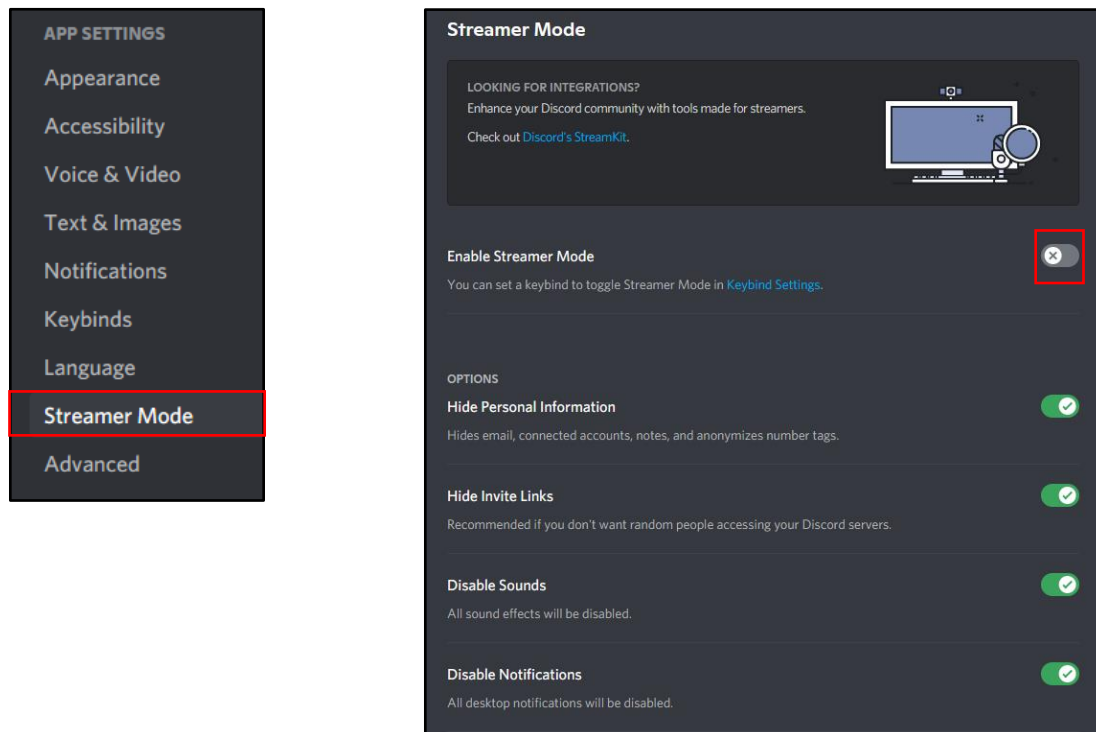 APP SETTINGS
Appearance
Accessibility
Voice & Video
Text & Images
Notifications
Keybinds
Language
Streamer Mode
Advanced
Streamer Mode
LOOKING FOR INTEGRATIONS?
Enhance your Discord community with tools made for streamers.
Check out Discord's StreamKit.
Enable Streamer Mode
You can set a keybind to toggle Streamer Mode in Keybind Settings.
OPTIONS
Hide Personal Information
Hides email, connected accounts, notes, and anonymizes number tags.
Hide Invite Links
Recommended if you don't want random people accessing your Discord servers.
Disable Sounds
All sound effects will be disabled.
Disable Notifications
All desktop notifications will be disabled.